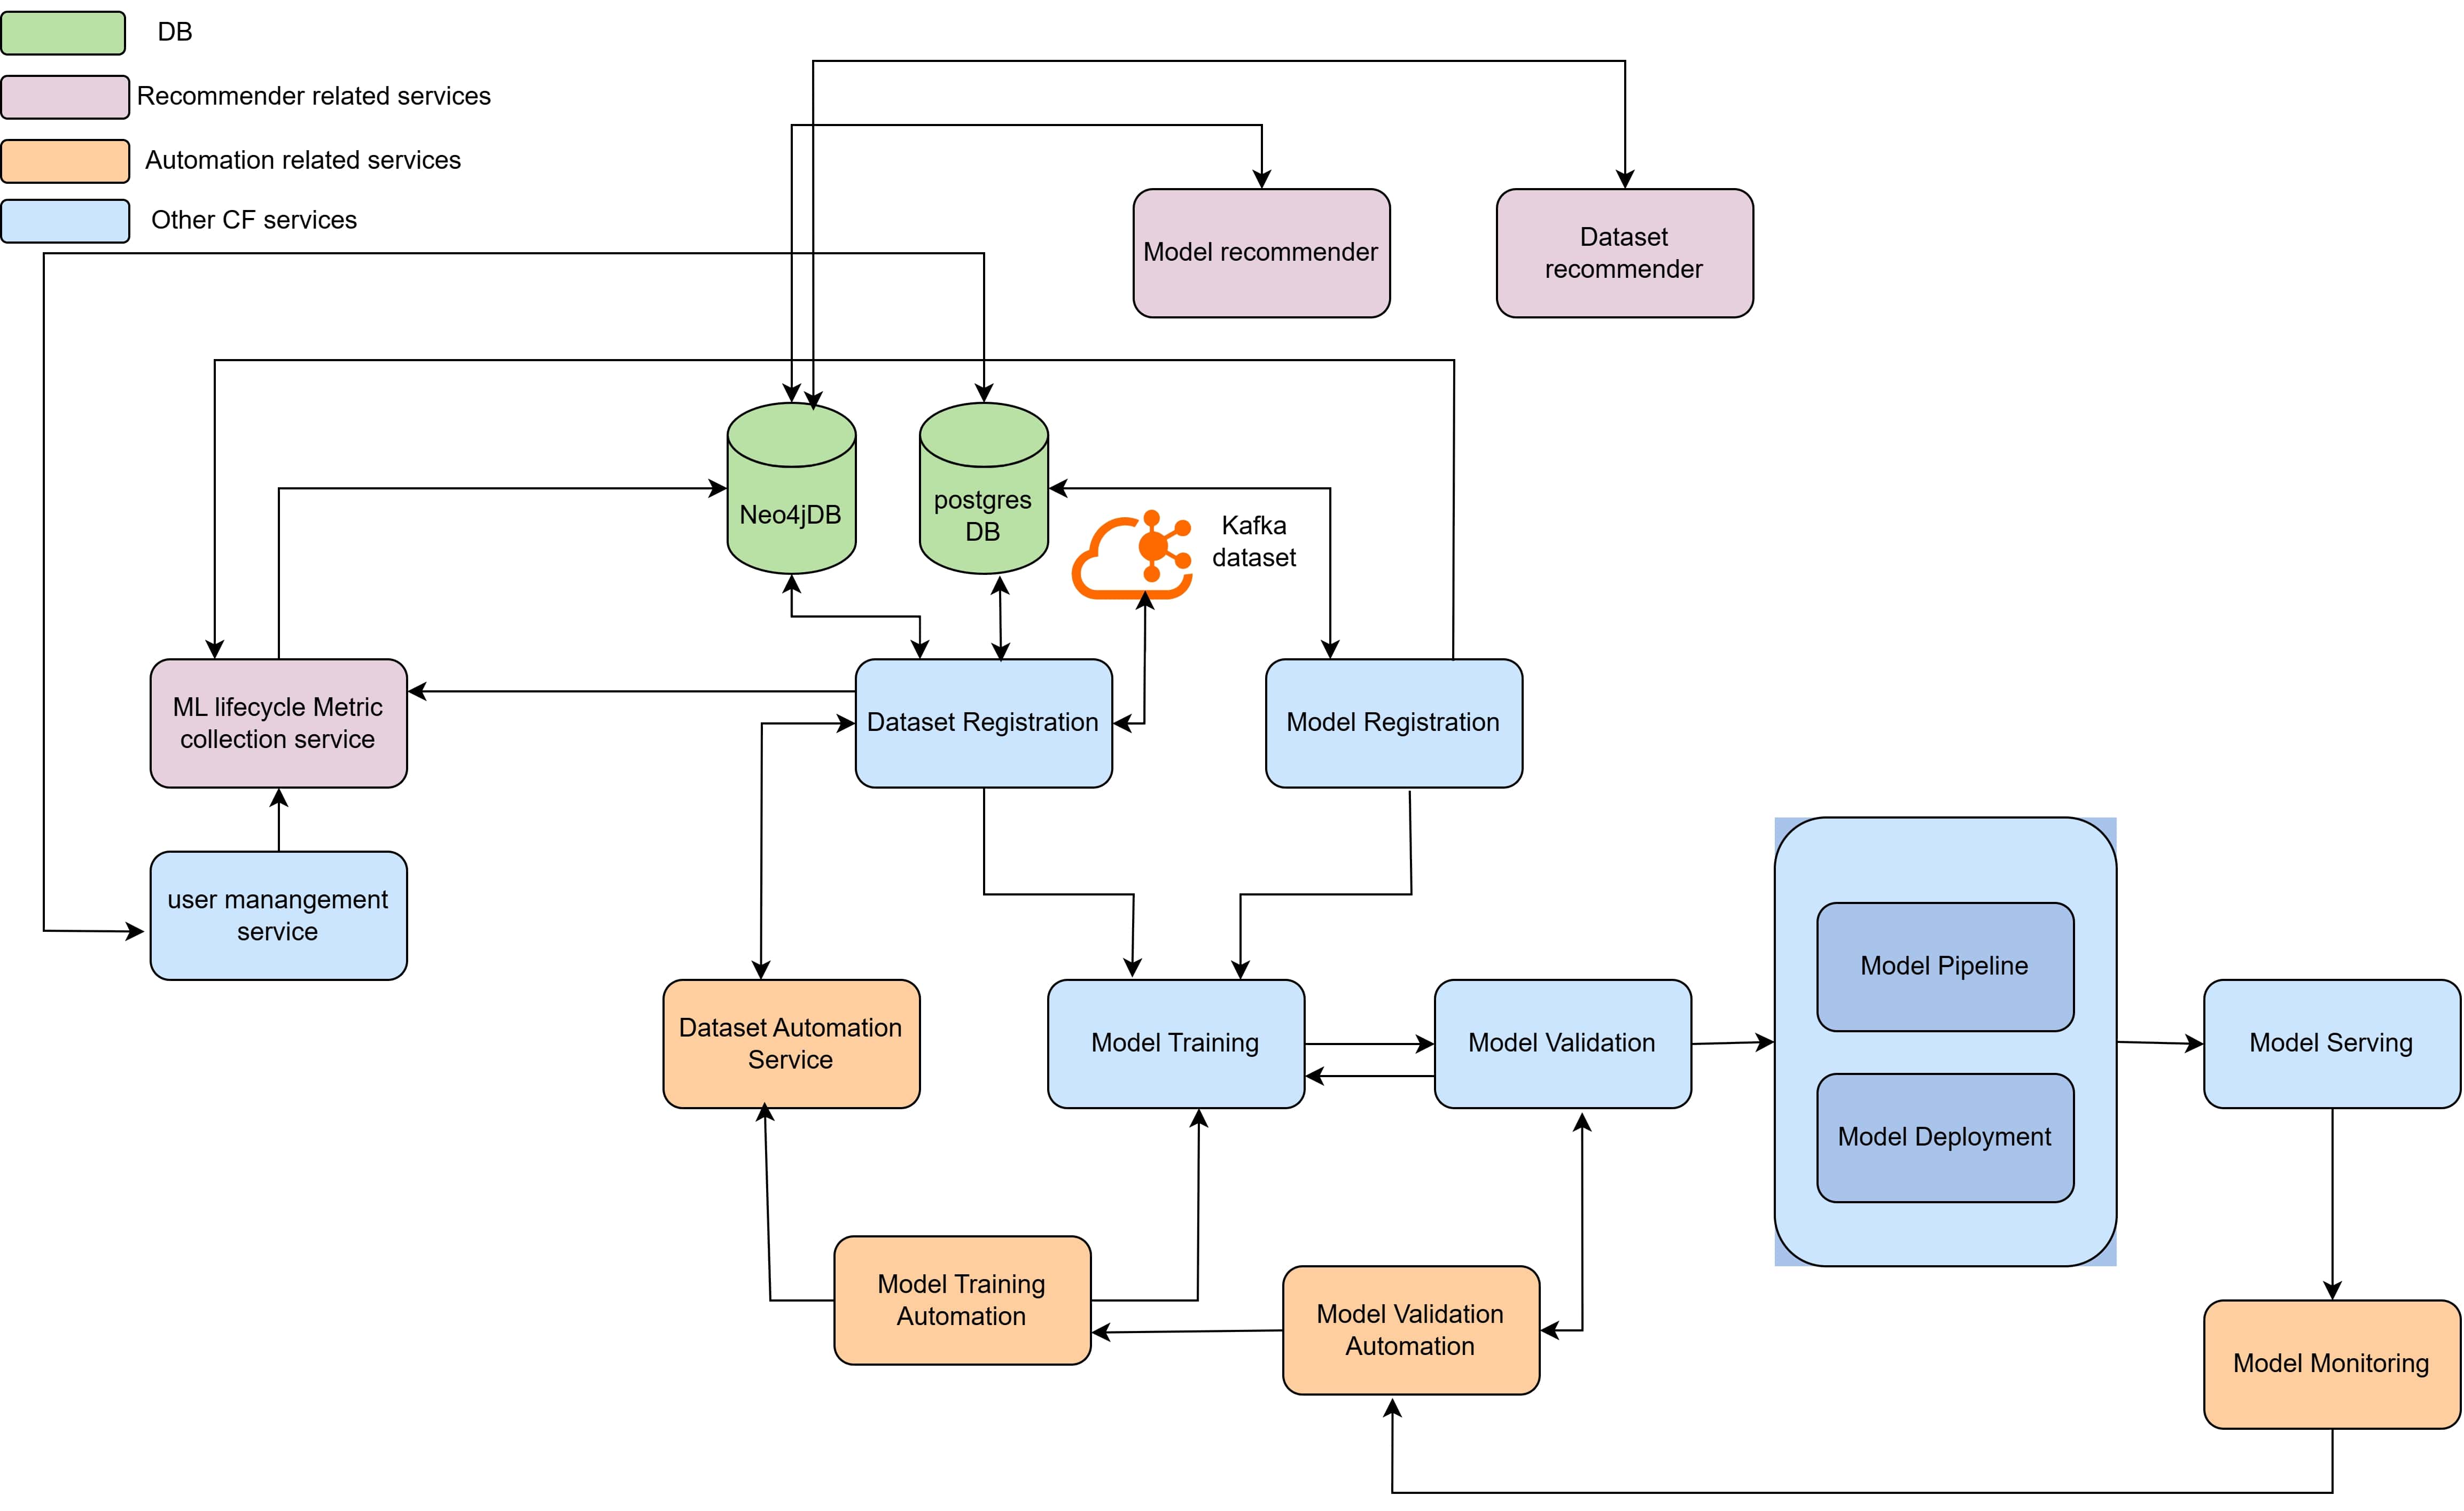 DB
Recommender related services
Automation related services
Other CF services
Model recommender
Dataset
recommender
Neo4jDB
postgres
DB
Kafka
dataset
ML lifecycle Metric
collection service
Dataset Registration
Model Registration
user manangement
service
Dataset Automation
Service
Model Training
Model Validation
Model Pipeline
Model Deployment
Model Serving
Model Training
Automation
Model Validation
Automation
Model Monitoring